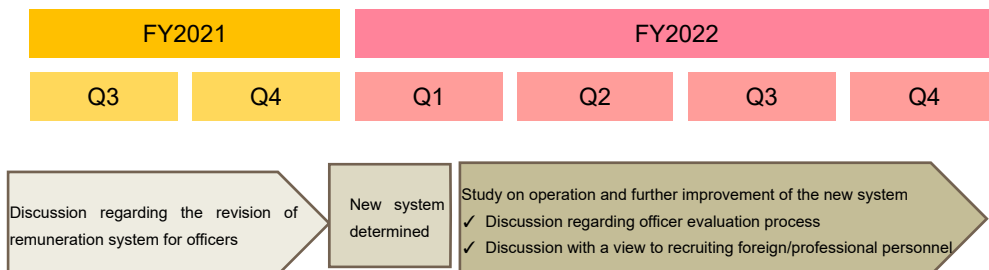 FY2021 FY2022
Q3 Q4 Q1 Q2 Q3 Q4
Discussion regarding the revision of
remuneration system for officers
New system
determined
Study on operation and further improvement of the new system
✓ Discussion regarding officer evaluation process
✓ Discussion with a view to recruiting foreign/professional personnel